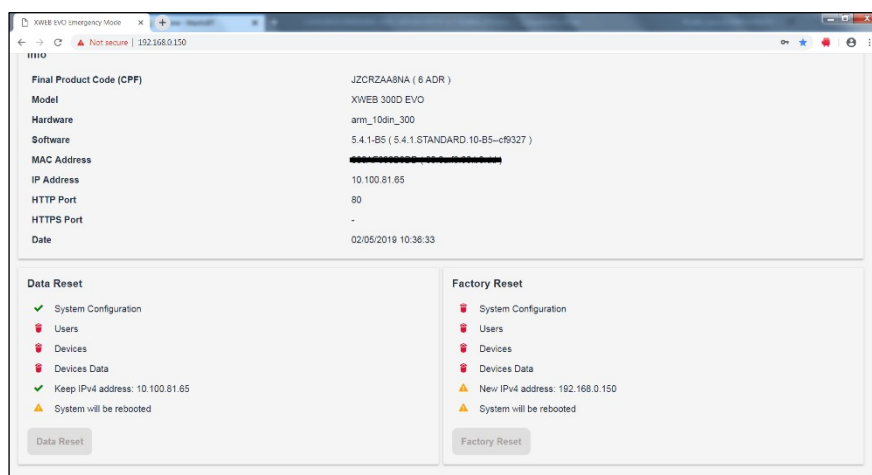 XWEB EVO Emergency Mode
Not secure | 192.168.0.150
Info
Final Product Code (CPF) JZCRZAA8NA ( 6 ADR )
Model XWEB 300D EVO
Hardware arm_10din_300
Software 5.4.1-B5 ( 5.4.1.STANDARD.10-B5--cf9327 )
MAC Address
IP Address 10.100.81.65
HTTP Port 80
HTTPS Port -
Date 02/05/2019 10:36:33
Data Reset
System Configuration
Users
Devices
Devices Data
Keep IPv4 address: 10.100.81.65
System will be rebooted
Data Reset
Factory Reset
System Configuration
Users
Devices
Devices Data
New IPv4 address: 192.168.0.150
System will be rebooted
Factory Reset